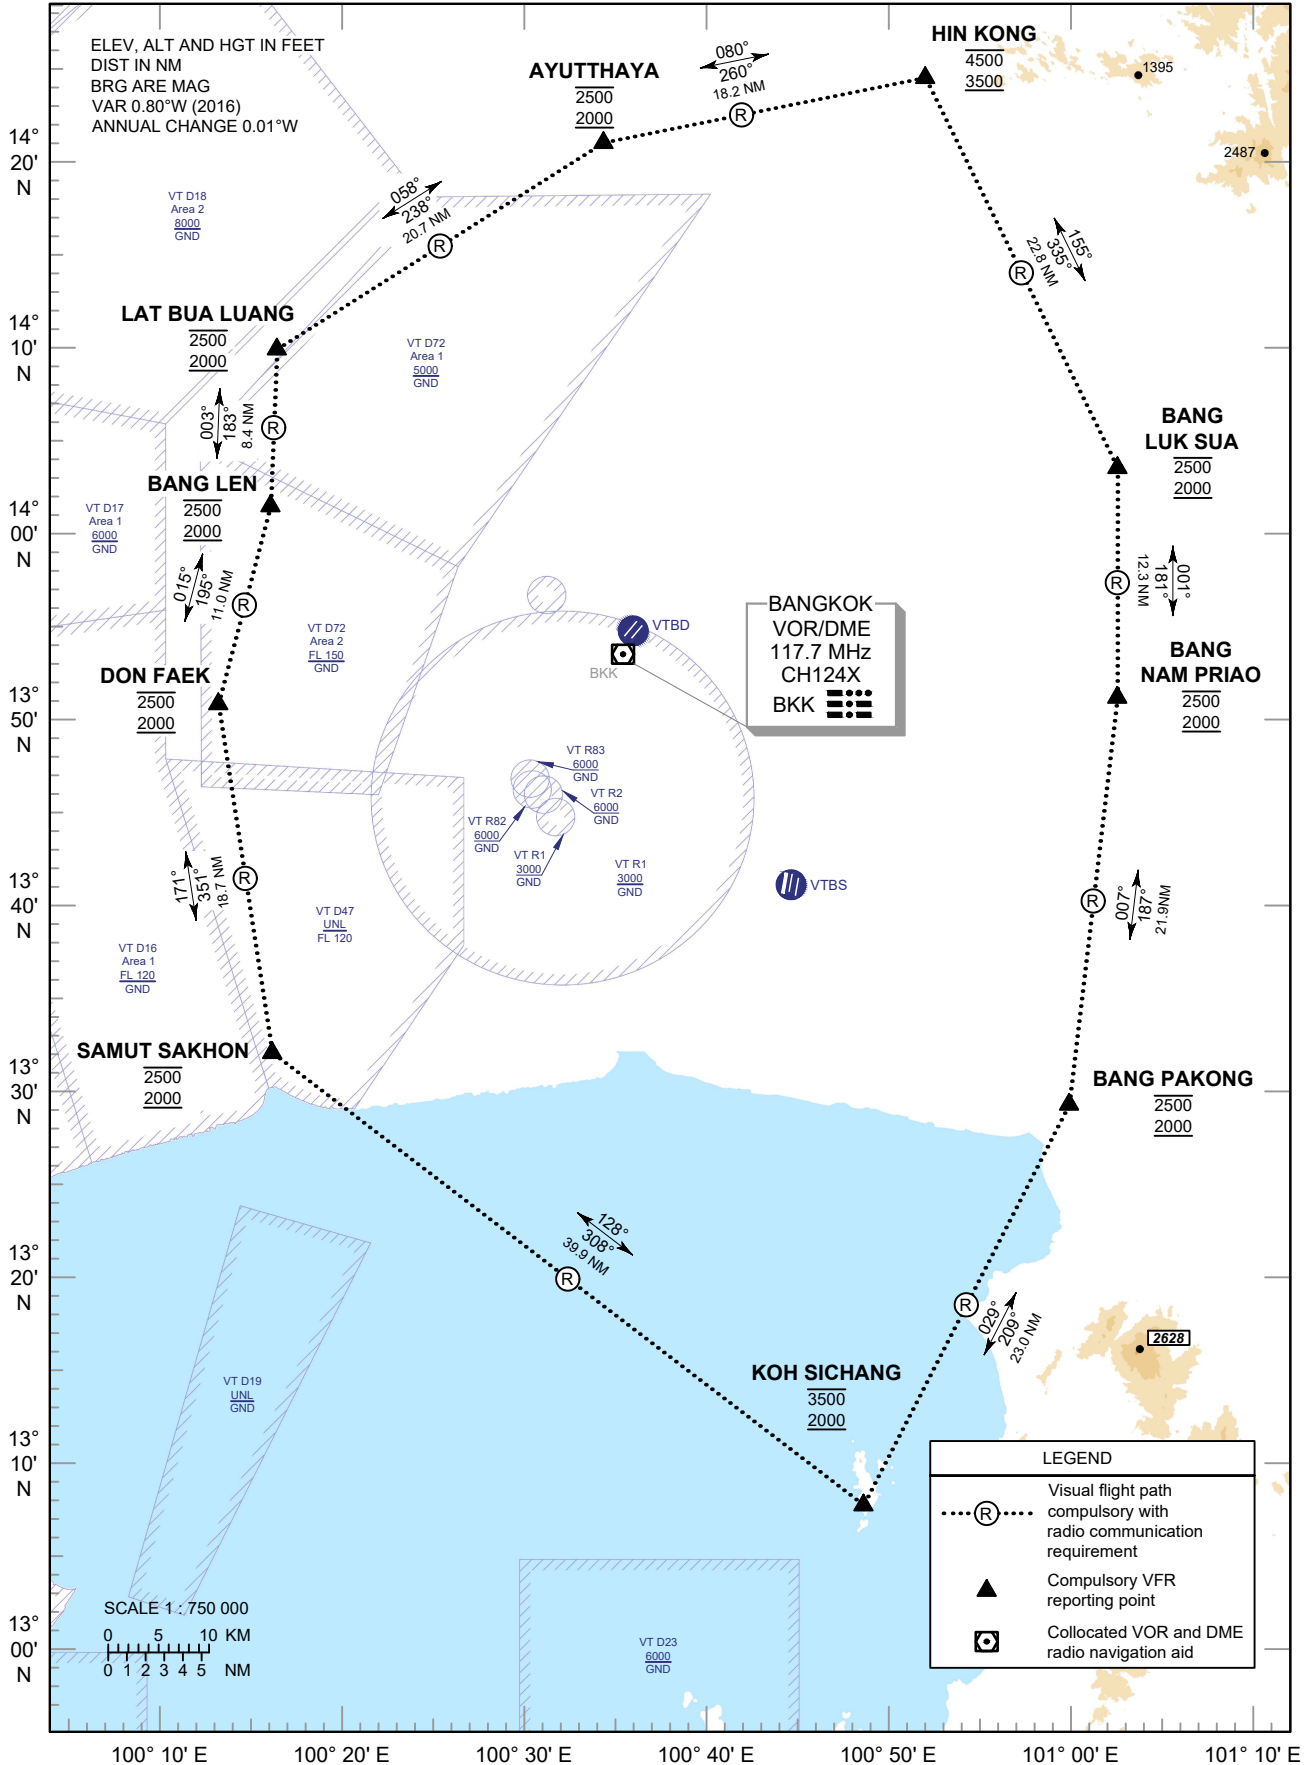 ELEV, ALT AND HGT IN FEET
DIST IN NM
BRG ARE MAG
VAR 0.80°W (2016)
ANNUAL CHANGE 0.01°W
HIN KONG
4500
3500
1395
2487
080°
260°
18.2 NM
AYUTTHAYA
2500
2000
058°
238°
20.7 NM
VT D18
Area 2
8000
GND
155°
335°
22.8 NM
LAT BUA LUANG
2500
2000
VT D72
Area 1
5000
GND
003°
183°
8.4 NM
BANG
LUK SUA
2500
2000
BANG LEN
2500
2000
VT D17
Area 1
6000
GND
015°
195°
11.0 NM
001°
181°
12.3 NM
VT D72
Area 2
FL 150
GND
VTBD
BKK
BANGKOK
VOR/DME
117.7 MHz
CH124X
BKK
BANG
NAM PRIAO
2500
2000
DON FAEK
2500
2000
VT R83
6000
GND
VT R2
6000
GND
VT R82
6000
GND
VT R1
3000
GND
VT R1
3000
GND
VTBS
171°
351°
18.7 NM
007°
187°
21.9NM
VT D47
UNL
FL 120
VT D16
Area 1
FL 120
GND
SAMUT SAKHON
2500
2000
BANG PAKONG
2500
2000
128°
308°
39.9 NM
029°
209°
23.0 NM
2628
KOH SICHANG
3500
2000
VT D19
UNL
GND
VT D23
6000
GND
LEGEND
Visual flight path
compulsory with
radio communication
requirement
Compulsory VFR
reporting point
Collocated VOR and DME
radio navigation aid
R
R
R
R
R
R
R
R
R
R
R
R
SCALE 1 : 750 000
0 5 10 KM
0 1 2 3 4 5 NM
14°
20'
N
14°
10'
N
14°
00'
N
13°
50'
N
13°
40'
N
13°
30'
N
13°
20'
N
13°
10'
N
13°
00'
N
100° 10' E
100° 20' E
100° 30' E
100° 40' E
100° 50' E
101° 00' E
101° 10' E